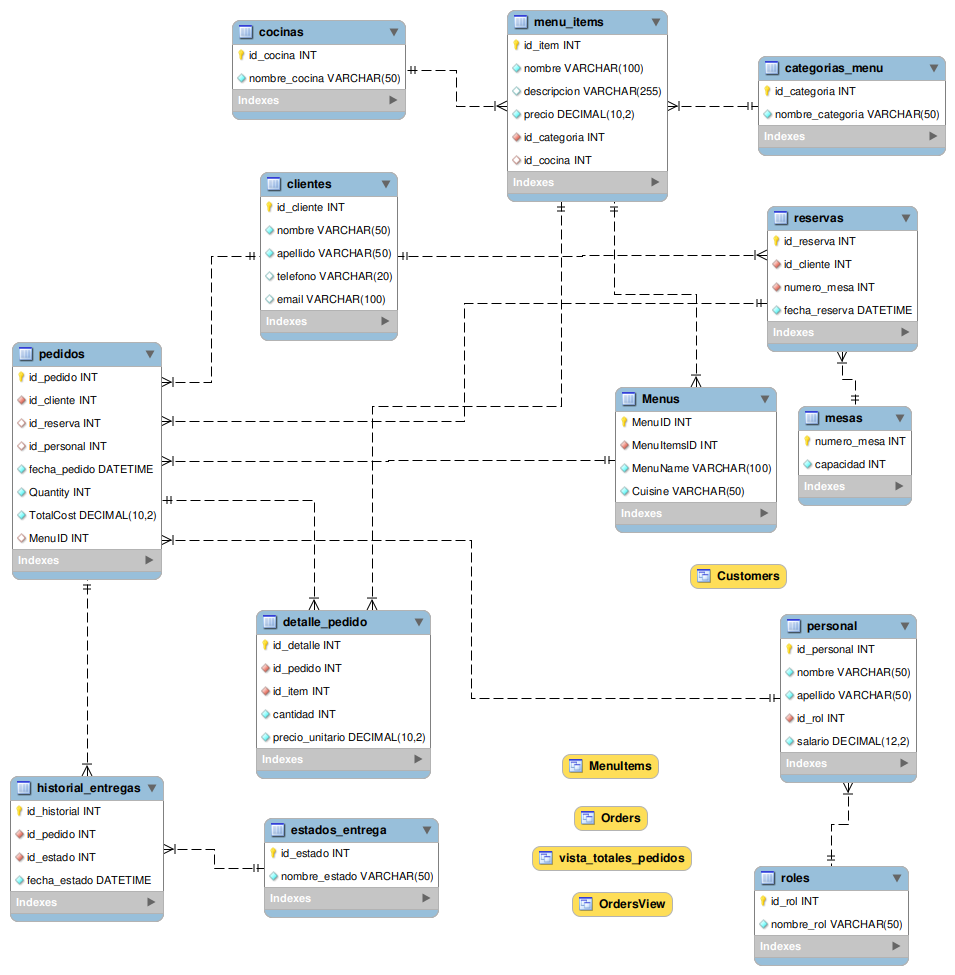 cocinas
id_cocina INT
nombre_cocina VARCHAR(50)
Indexes
menu_items
id_item INT
nombre VARCHAR(100)
descripcion VARCHAR(255)
precio DECIMAL(10,2)
id_categoria INT
id_cocina INT
Indexes
categorias_menu
id_categoria INT
nombre_categoria VARCHAR(50)
Indexes
clientes
id_cliente INT
nombre VARCHAR(50)
apellido VARCHAR(50)
telefono VARCHAR(20)
email VARCHAR(100)
Indexes
reservas
id_reserva INT
id_cliente INT
numero_mesa INT
fecha_reserva DATETIME
Indexes
pedidos
id_pedido INT
id_cliente INT
id_reserva INT
id_personal INT
fecha_pedido DATETIME
Quantity INT
TotalCost DECIMAL(10,2)
MenuID INT
Indexes
Menus
MenuID INT
MenuItemsID INT
MenuName VARCHAR(100)
Cuisine VARCHAR(50)
Indexes
mesas
numero_mesa INT
capacidad INT
Indexes
Customers
detalle_pedido
id_detalle INT
id_pedido INT
id_item INT
cantidad INT
precio_unitario DECIMAL(10,2)
Indexes
personal
id_personal INT
nombre VARCHAR(50)
apellido VARCHAR(50)
id_rol INT
salario DECIMAL(12,2)
Indexes
MenuItems
Orders
vista_totales_pedidos
OrdersView
historial_entregas
id_historial INT
id_pedido INT
id_estado INT
fecha_estado DATETIME
Indexes
estados_entrega
id_estado INT
nombre_estado VARCHAR(50)
Indexes
roles
id_rol INT
nombre_rol VARCHAR(50)
Indexes